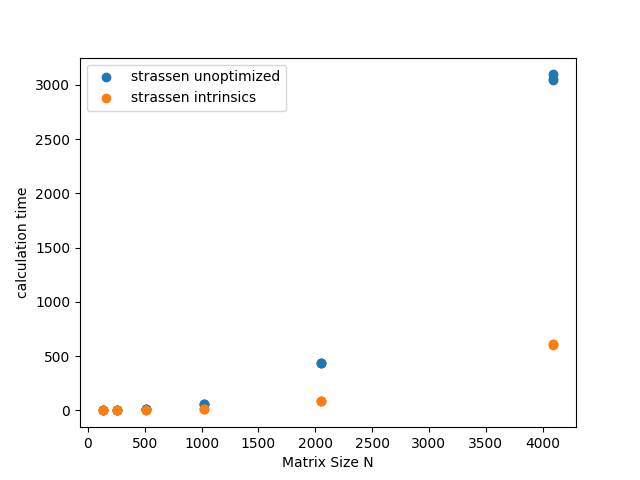 strassen unoptimized
strassen intrinsics
3000
2500
2000
1500
1000
500
0
calculation time
0 500 1000 1500 2000 2500 3000 3500 4000
Matrix Size N